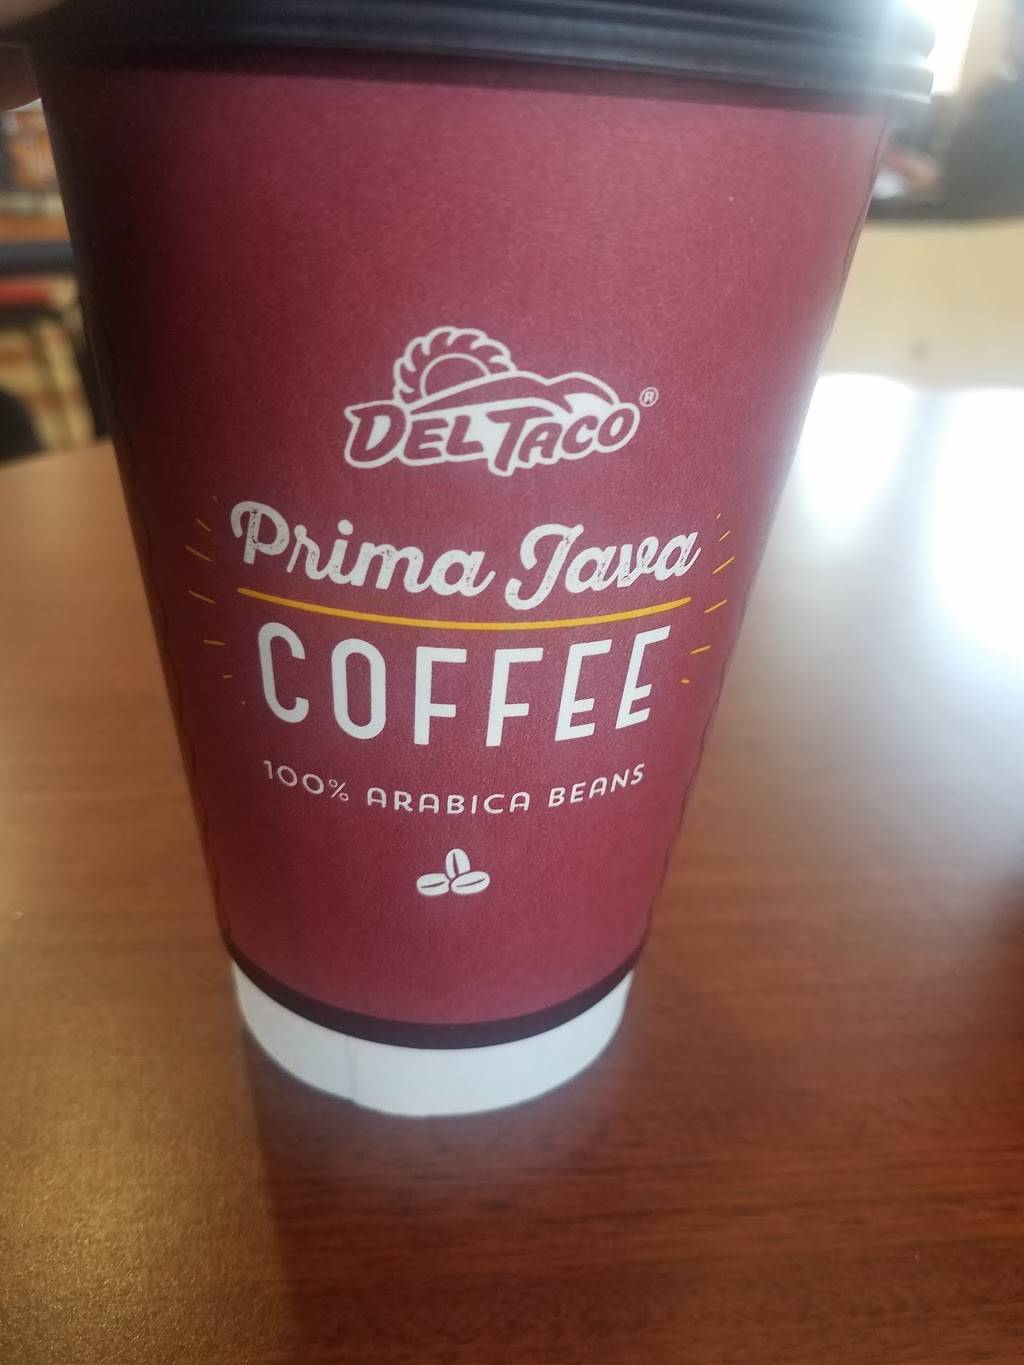 DEL TACO®
Prima Java
COFFEE
100% ARABICA BEANS